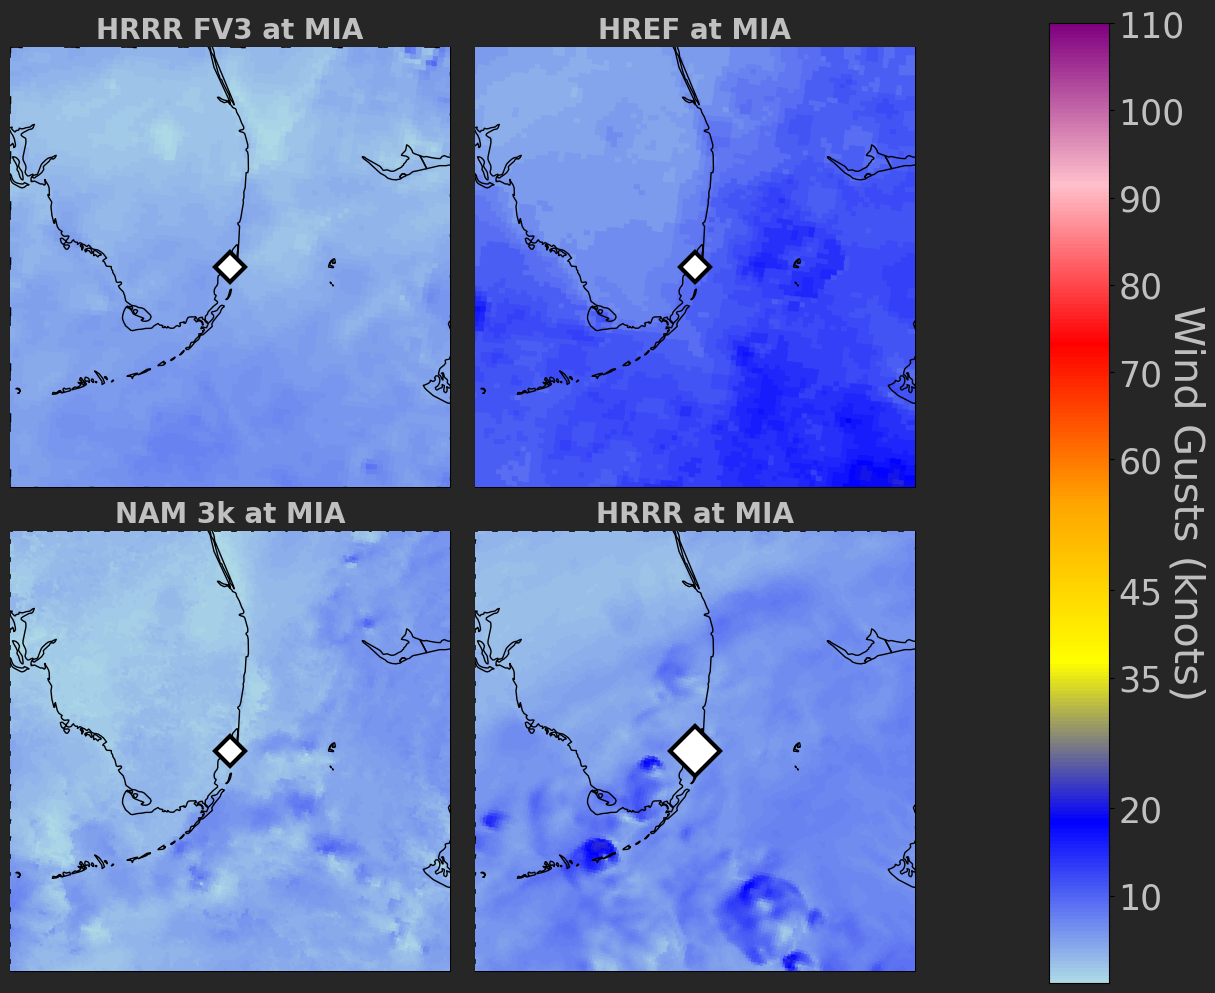 HRRR FV3 at MIA
HREF at MIA
NAM 3k at MIA
HRRR at MIA
110
100
90
80
70
60
45
35
20
10
Wind Gusts (knots)